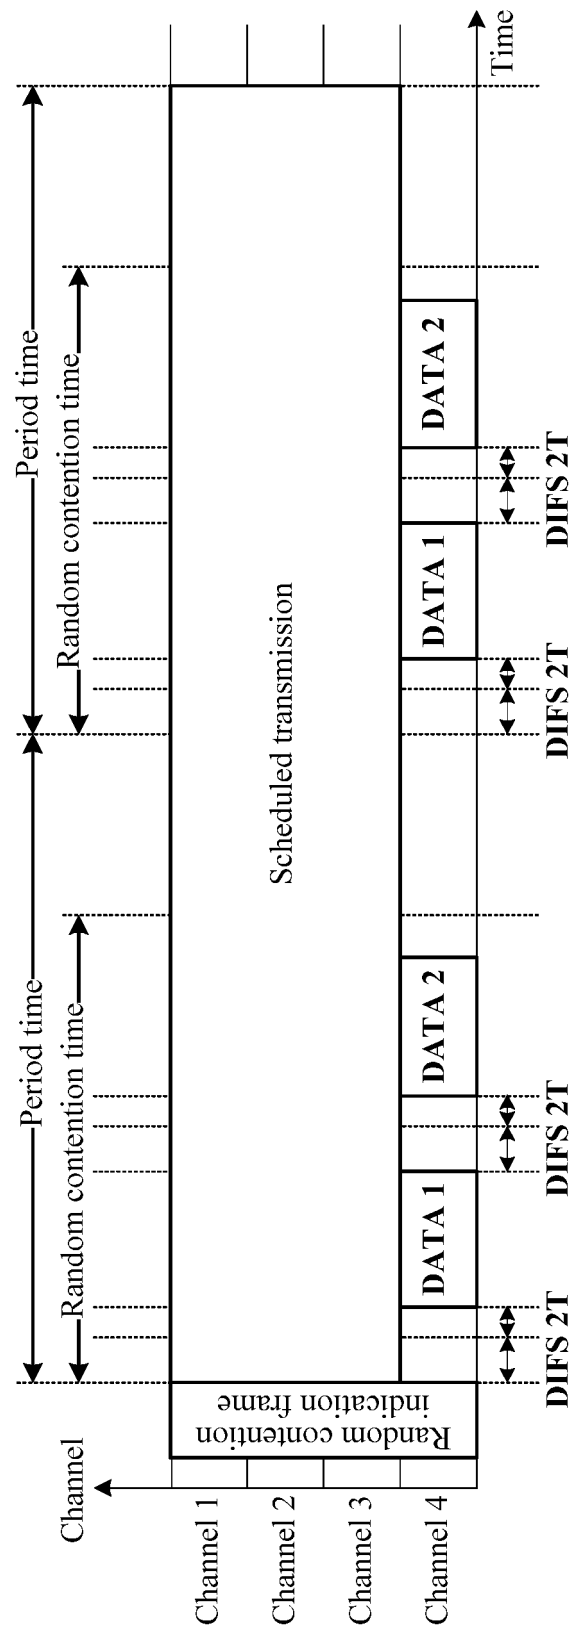 Period time
Period time
Random contention time
Random contention time
Channel
Channel 1
Channel 2
Channel 3
Channel 4
Random contention
indication frame
Scheduled transmission
DATA 1
DATA 2
DATA 1
DATA 2
Time
DIFS 2T
DIFS 2T
DIFS 2T
DIFS 2T